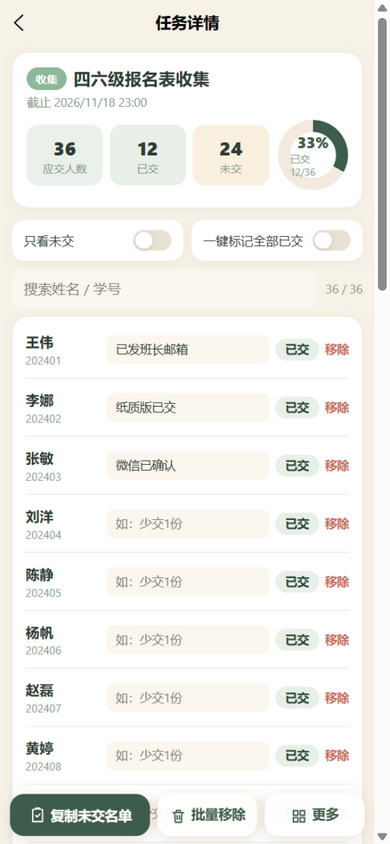 任务详情
收集 四六级报名表收集
截止 2026/11/18 23:00
36 12 24 33%
应交人数 已交 未交 已交
12/36
只看未交 一键标记全部已交
搜索姓名 / 学号 36 / 36
王伟 已发班长邮箱 已交 移除
202401
李娜 纸质版已交 已交 移除
202402
张敏 微信已确认 已交 移除
202403
刘洋 如：少交1份 已交 移除
202404
陈静 如：少交1份 已交 移除
202405
杨帆 如：少交1份 已交 移除
202406
赵磊 如：少交1份 已交 移除
202407
黄婷 如：少交1份 已交 移除
202408
复制未交名单 批量移除 更多